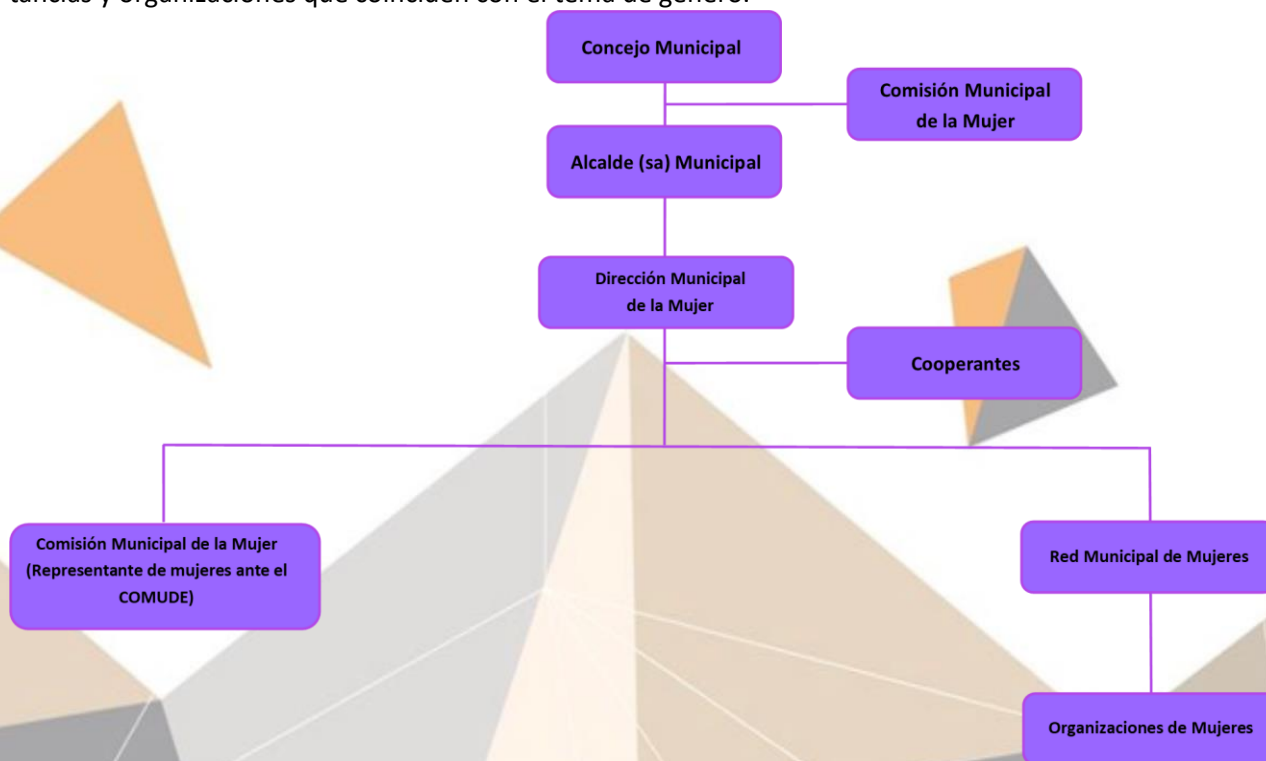 tancias y organizaciones que coinciden con el tema de género.
Concejo Municipal
Comisión Municipal
de la Mujer
Alcalde (sa) Municipal
Dirección Municipal
de la Mujer
Cooperantes
Comisión Municipal de la Mujer
(Representante de mujeres ante el
COMUDE)
Red Municipal de Mujeres
Organizaciones de Mujeres